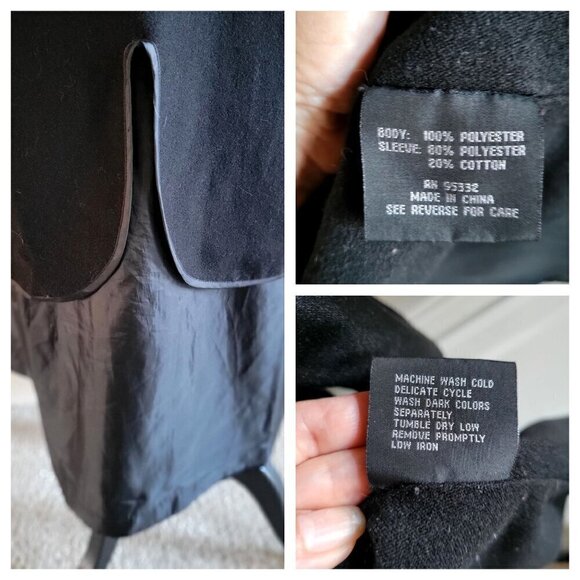 BODY: 100% POLYESTER
SLEEVE: 80% POLYESTER
20% COTTON
RN 95332
MADE IN CHINA
SEE REVERSE FOR CARE
MACHINE WASH COLD
DELICATE CYCLE
WASH DARK COLORS
SEPARATELY
TUMBLE DRY LOW
REMOVE PROMPTLY
LOW IRON